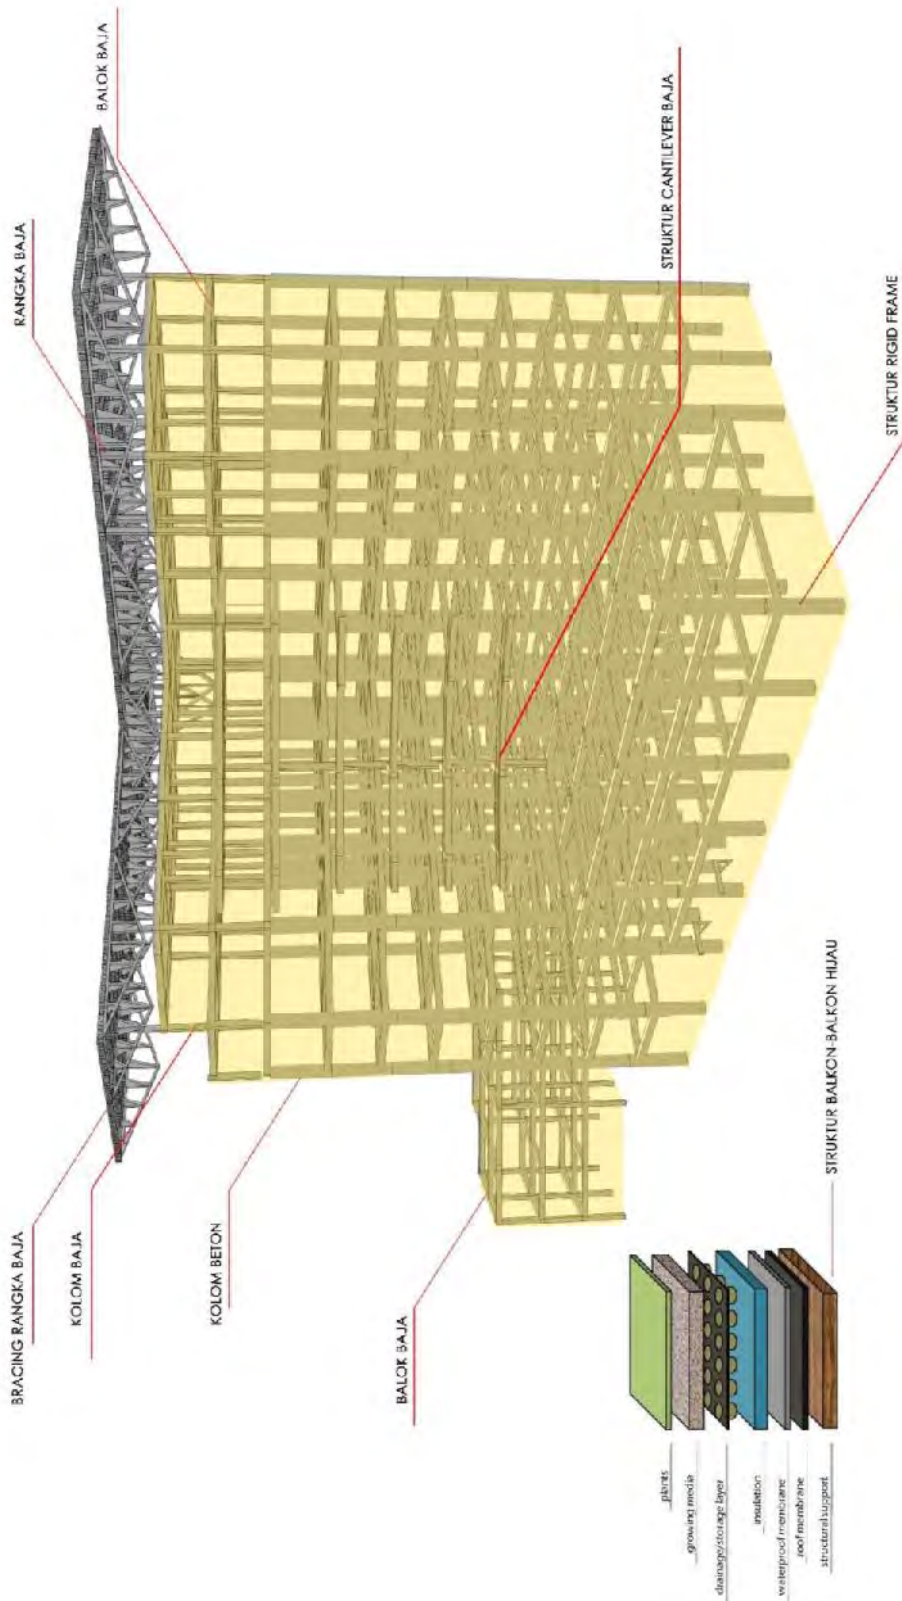 BRACING RANGKA BAJA
KOLOM BAJA
KOLOM BETON
BALOK BAJA
RANGKA BAJA
BALOK BAJA
STRUKTUR CANTILEVER BAJA
STRUKTUR RIGID FRAME
STRUKTUR BALKON-BALKON HIJAU
plants
growing media
drainage/storage layer
insulation
waterproof membrane
roof membrane
structural support